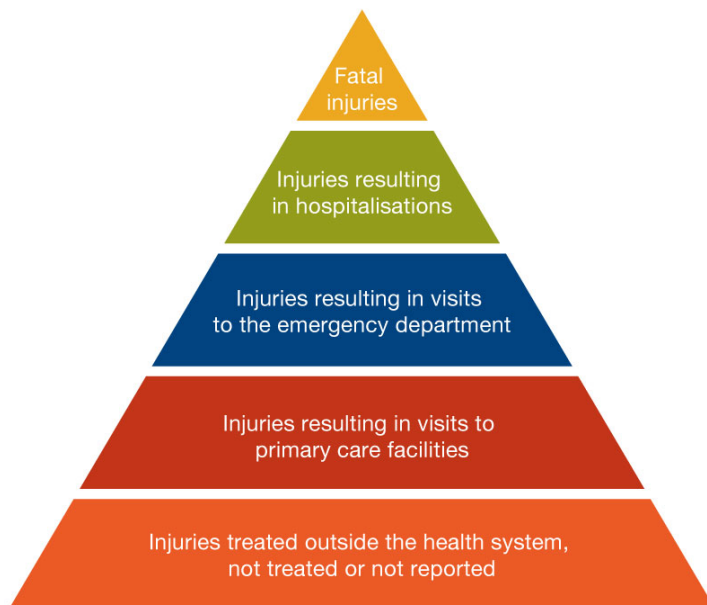 Fatal
injuries
Injuries resulting
in hospitalisations
Injuries resulting in visits
to the emergency department
Injuries resulting in visits to
primary care facilities
Injuries treated outside the health system,
not treated or not reported